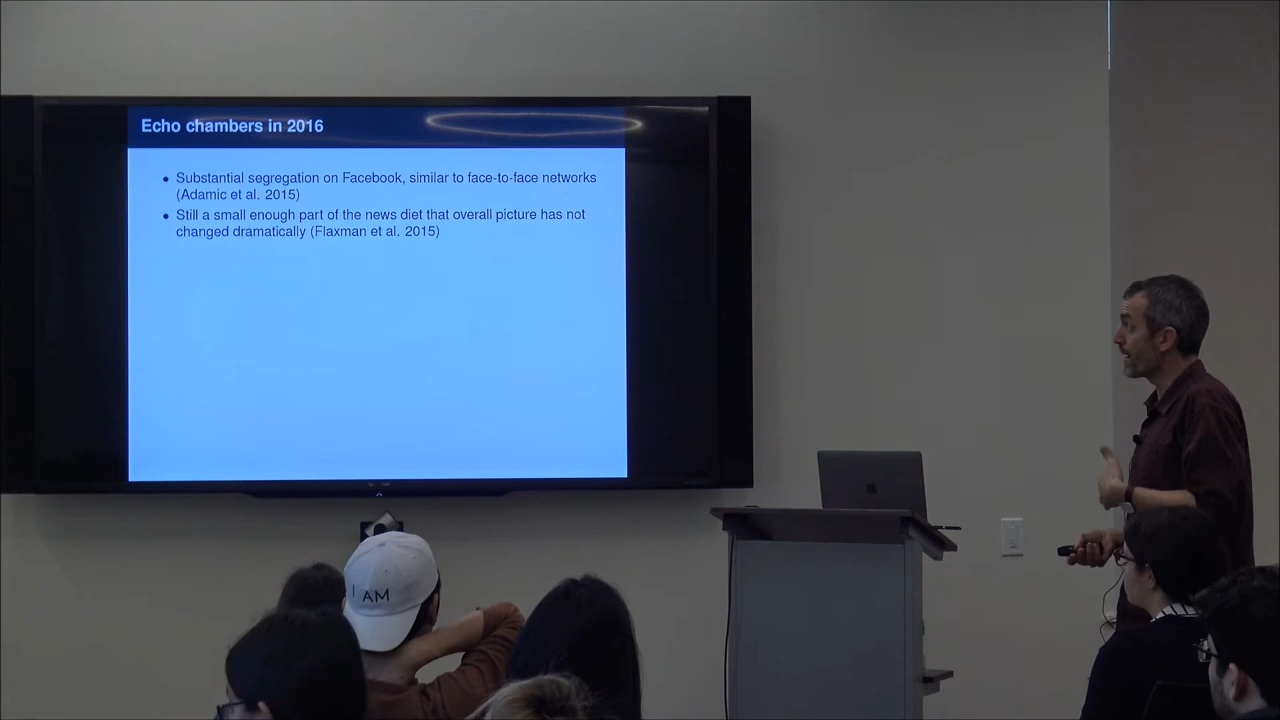 Echo chambers in 2016
• Substantial segregation on Facebook, similar to face-to-face networks
(Adamic et al. 2015)
• Still a small enough part of the news diet that overall picture has not
changed dramatically (Flaxman et al. 2015)
I AM